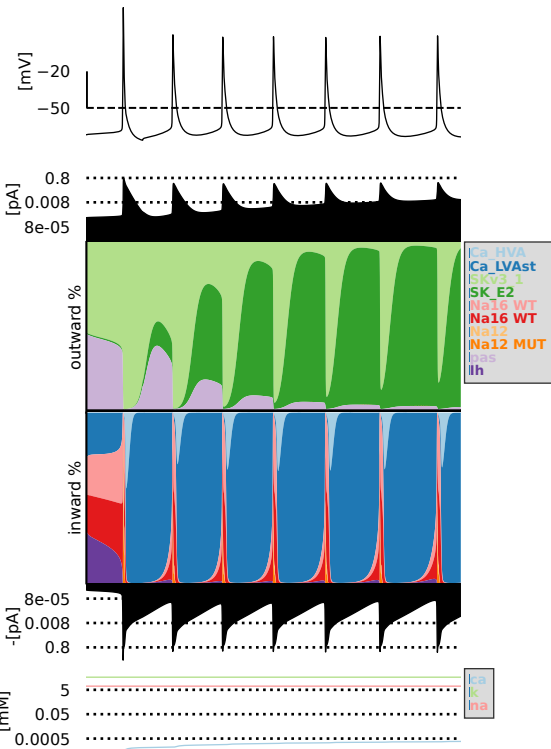 [mV]
−20
−50
[pA]
0.8
0.008
8e-05
outward %
Ca_HVA
Ca_LVAst
SKv3_1
SK_E2
Na16 WT
Na16 WT
Na12
Na12 MUT
pas
Ih
inward %
-[pA]
8e-05
0.008
0.8
[mM]
5
0.05
0.0005
ca
k
na